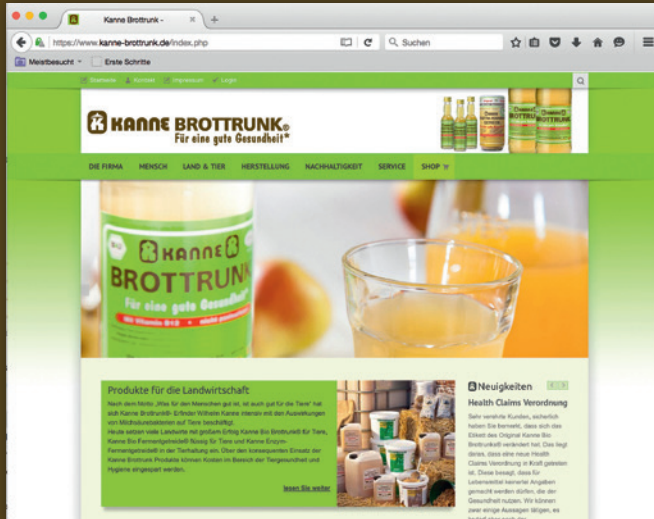 Kanne Brottrunk -
https://www.kanne-brottrunk.de/index.php
Suchen
Meistbesucht
Erste Schritte
Startseite Kontakt Impressum Login
KANNE BROTTRUNK®
Für eine gute Gesundheit*
DIE FIRMA MENSCH LAND & TIER HERSTELLUNG NACHHALTIGKEIT SERVICE SHOP
BIO
KANNE
BROTTRUNK
Für eine gute Gesundheit*
mit Vitamin B12 • nicht pasteurisiert
Produkte für die Landwirtschaft
Nach dem Motto „Was für den Menschen gut ist, ist auch gut für die Tiere“ hat
sich Kanne Brottrunk® Erfinder Wilhelm Kanne intensiv mit den Auswirkungen
von Milchsäurebakterien auf Tiere beschäftigt.
Heute setzen viele Landwirte mit großem Erfolg Kanne Bio Brottrunk® für Tiere,
Kanne Bio Fermentgetreide® flüssig für Tiere und Kanne Enzym-
Fermentgetreide® in der Tierhaltung ein. Über den konsequenten Einsatz der
Kanne Brottrunk Produkte können Kosten im Bereich der Tiergesundheit und
Hygiene eingespart werden.
lesen Sie weiter
Neuigkeiten
Health Claims Verordnung
Sehr verehrte Kunden, sicherlich
haben Sie bemerkt, dass sich das
Etikett des Original Kanne Bio
Brottrunk® verändert hat. Das liegt
daran, dass eine neue Health
Claims Verordnung in Kraft getreten
ist. Diese besagt, dass für
Lebensmittel keinerlei Angaben
gemacht werden dürfen, die der
Gesundheit nutzen. Wir können
zwar einige Aussagen tätigen, es